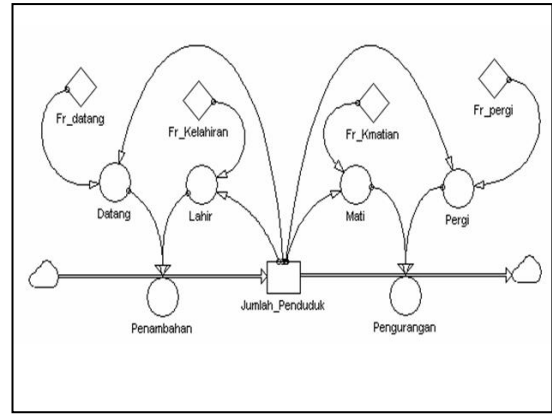 Fr_datang
Fr_Kelahiran
Fr_Kmatian
Fr_pergi
Datang
Lahir
Mati
Pergi
Penambahan
Jumlah_Penduduk
Pengurangan